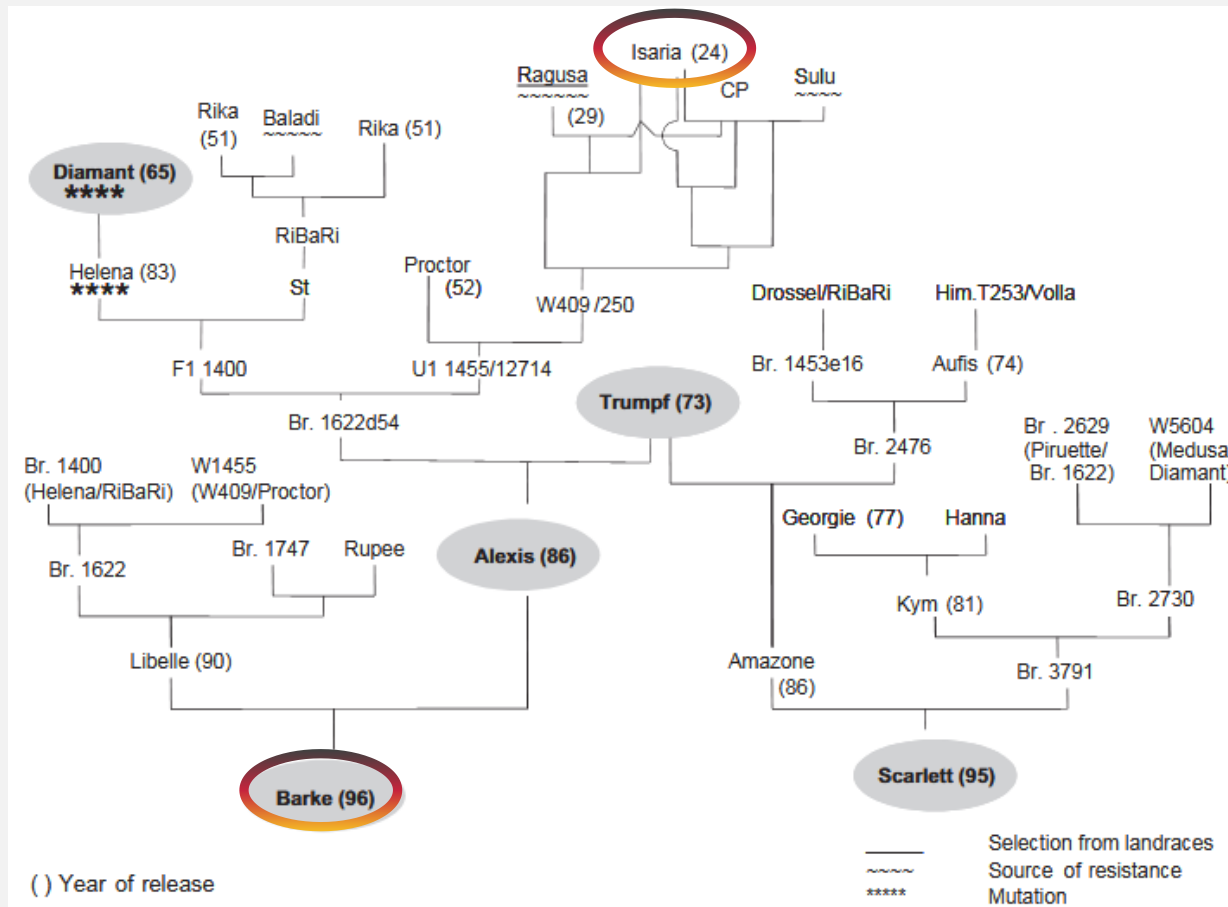 Isaria (24)
Ragusa
~~~~~~
(29)
CP
Sulu
~~~~
Rika
(51)
Baladi
~~~~~
Rika (51)
Diamant (65)
****
RiBaRi
Helena (83)
****
St
Proctor
(52)
W409 /250
Drossel/RiBaRi
Him.T253/Volla
F1 1400
U1 1455/12714
Br. 1453e16
Aufis (74)
Trumpf (73)
Br. 1622d54
Br. 2476
Br . 2629
(Piruette/
Br. 1622)
W5604
(Medusa
Diamant)
Br. 1400
(Helena/RiBaRi)
W1455
(W409/Proctor)
Georgie (77)
Hanna
Br. 1622
Br. 1747
Rupee
Alexis (86)
Kym (81)
Br. 2730
Libelle (90)
Amazone
(86)
Br. 3791
Barke (96)
Scarlett (95)
( ) Year of release
Selection from landraces
~~~~ Source of resistance
***** Mutation